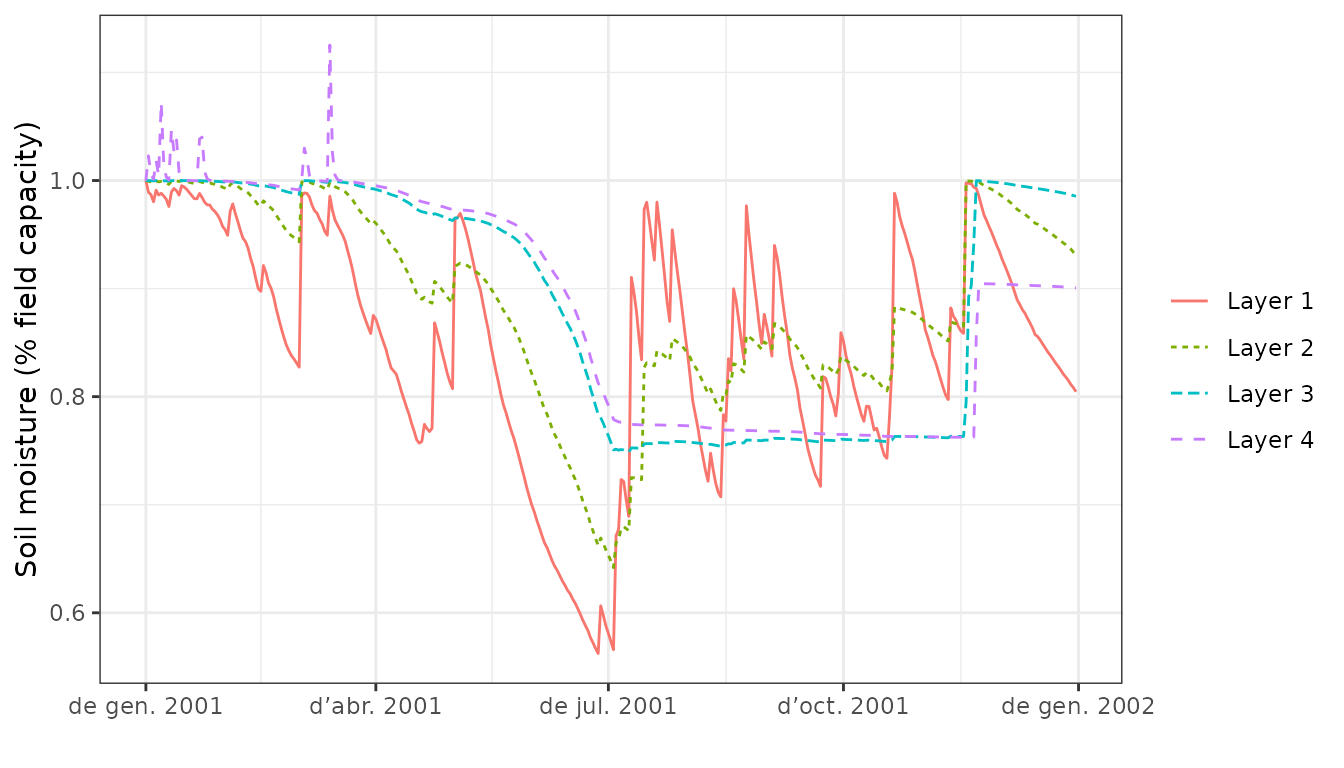 Soil moisture (% field capacity)
1.0
0.8
0.6
de gen. 2001
d’abr. 2001
de jul. 2001
d’oct. 2001
de gen. 2002
Layer 1
Layer 2
Layer 3
Layer 4